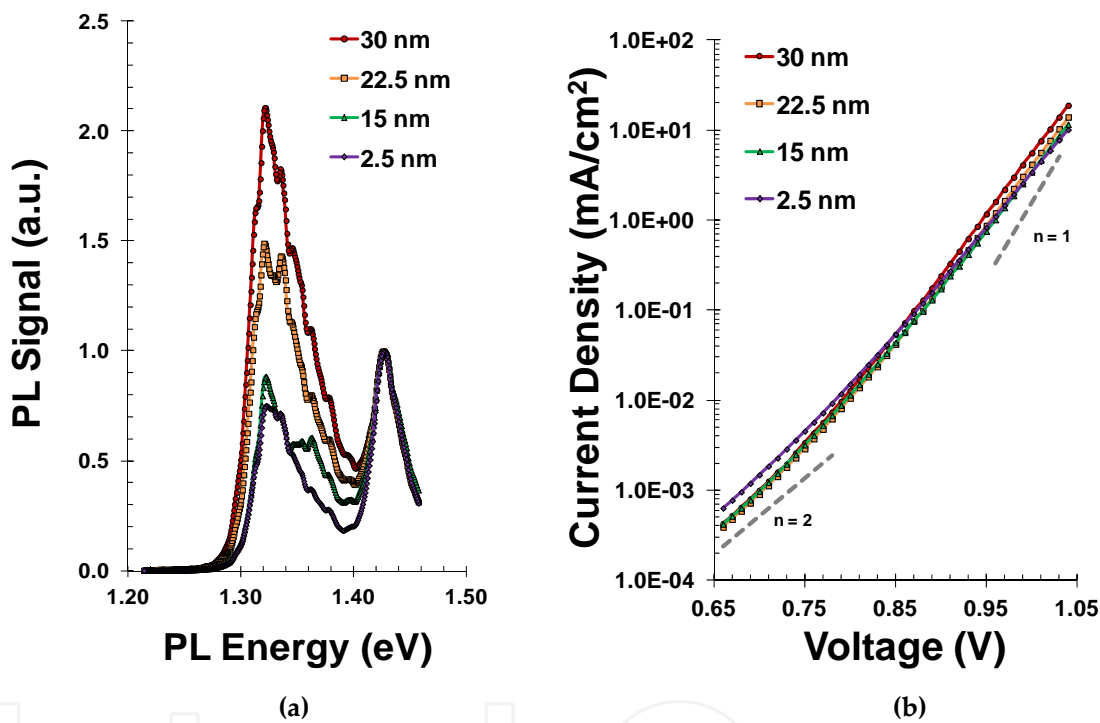 2.5
2.0
1.5
1.0
0.5
0.0
1.20
1.30
1.40
1.50
PL Signal (a.u.)
PL Energy (eV)
30 nm
22.5 nm
15 nm
2.5 nm
(a)
1.0E+02
1.0E+01
1.0E+00
1.0E-01
1.0E-02
1.0E-03
1.0E-04
0.65
0.75
0.85
0.95
1.05
Current Density (mA/cm²)
Voltage (V)
30 nm
22.5 nm
15 nm
2.5 nm
n = 1
n = 2
(b)